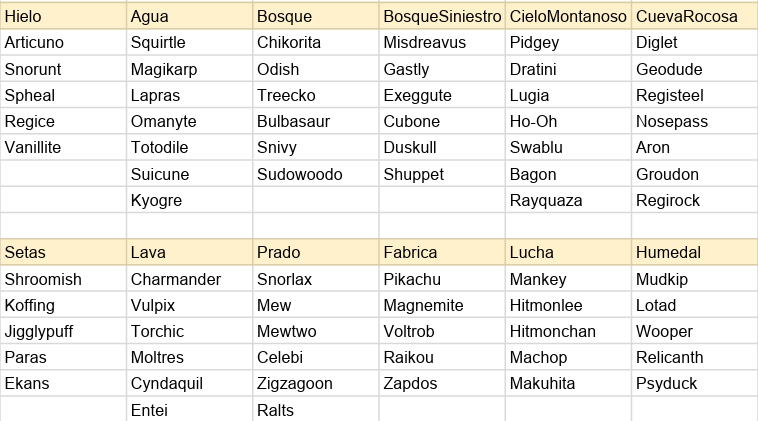 Hielo Agua Bosque BosqueSiniestro CieloMontanoso CuevaRocosa
Articuno Squirtle Chikorita Misdreavus Pidgey Diglet
Snorunt Magikarp Odish Gastly Dratini Geodude
Spheal Lapras Treecko Exeggute Lugia Registeel
Regice Omanyte Bulbasaur Cubone Ho-Oh Nosepass
Vanillite Totodile Snivy Duskull Swablu Aron
Suicune Sudowoodo Shuppet Bagon Groudon
Kyogre Rayquaza Regirock
Setas Lava Prado Fabrica Lucha Humedal
Shroomish Charmander Snorlax Pikachu Mankey Mudkip
Koffing Vulpix Mew Magnemite Hitmonlee Lotad
Jigglypuff Torchic Mewtwo Voltrob Hitmonchan Wooper
Paras Moltres Celebi Raikou Machop Relicanth
Ekans Cyndaquil Zigzagoon Zapdos Makuhita Psyduck
Entei Ralts